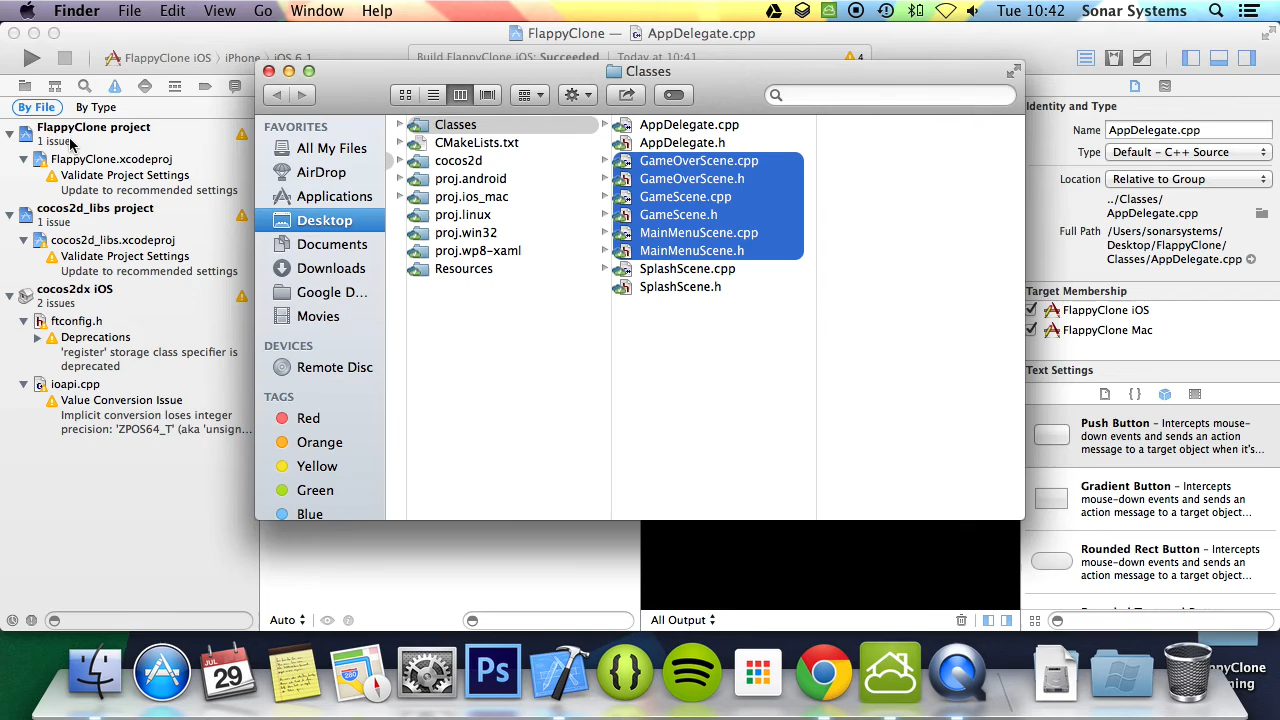 Finder File Edit View Go Window Help Tue 10:42 Sonar Systems
FlappyClone — AppDelegate.cpp
FlappyClone iOS iPhone iOS 6.1 Build FlappyClone iOS: Succeeded Today at 10:41 4
Classes
By File By Type
FlappyClone project
1 issue
FlappyClone.xcodeproj
Validate Project Settings
Update to recommended settings
cocos2d_libs project
1 issue
cocos2d_libs.xcodeproj
Validate Project Settings
Update to recommended settings
cocos2dx iOS
2 issues
ftconfig.h
Deprecations
'register' storage class specifier is
deprecated
ioapi.cpp
Value Conversion Issue
Implicit conversion loses integer
precision: 'ZPOS64_T' (aka 'unsign...
FAVORITES
All My Files
AirDrop
Applications
Desktop
Documents
Downloads
Google D...
Movies
DEVICES
Remote Disc
TAGS
Red
Orange
Yellow
Green
Blue
Classes
CMakeLists.txt
cocos2d
proj.android
proj.ios_mac
proj.linux
proj.win32
proj.wp8-xaml
Resources
AppDelegate.cpp
AppDelegate.h
GameOverScene.cpp
GameOverScene.h
GameScene.cpp
GameScene.h
MainMenuScene.cpp
MainMenuScene.h
SplashScene.cpp
SplashScene.h
Identity and Type
Name AppDelegate.cpp
Type Default - C++ Source
Location Relative to Group
../Classes/
AppDelegate.cpp
Full Path /Users/sonarsystems/
Desktop/FlappyClone/
Classes/AppDelegate.cpp
Target Membership
FlappyClone iOS
FlappyClone Mac
Text Settings
Push Button - Intercepts mouse-
down events and sends an action
message to a target object when it's...
Gradient Button - Intercepts
mouse-down events and sends an
action message to a target object...
Rounded Rect Button - Intercepts
mouse-down events and sends an
action message to a target object...
Auto
All Output
JUL
29
Ps